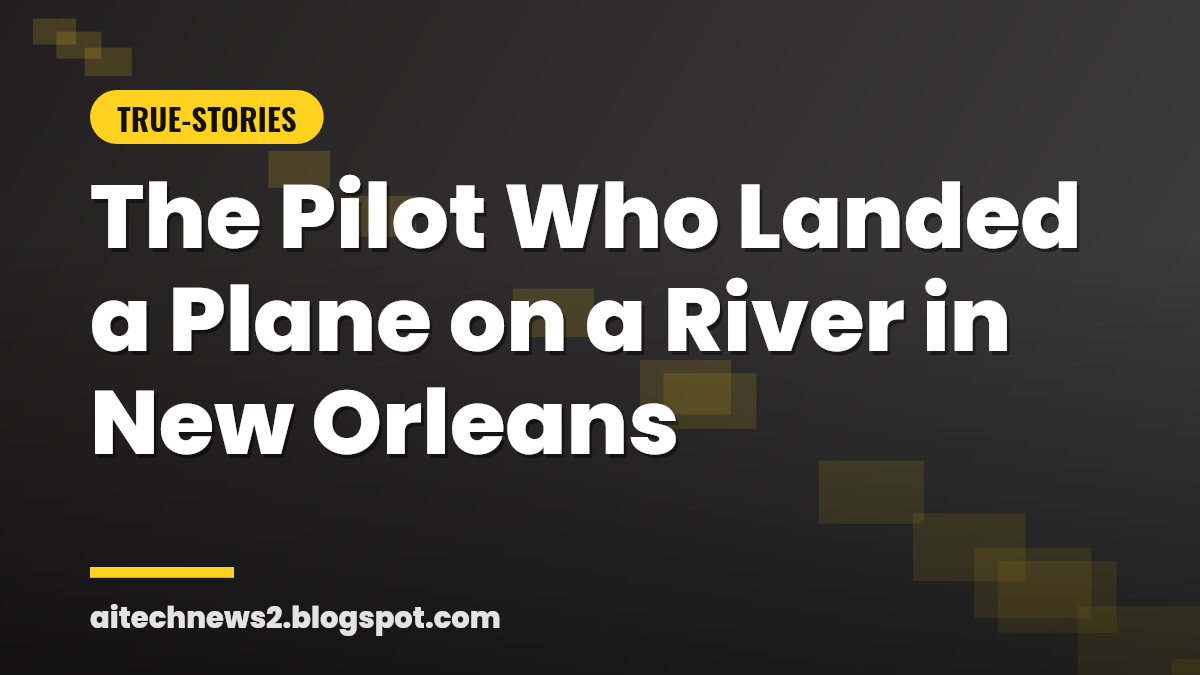 TRUE-STORIES
The Pilot Who Landed
a Plane on a River in
New Orleans
aitechnews2.blogspot.com